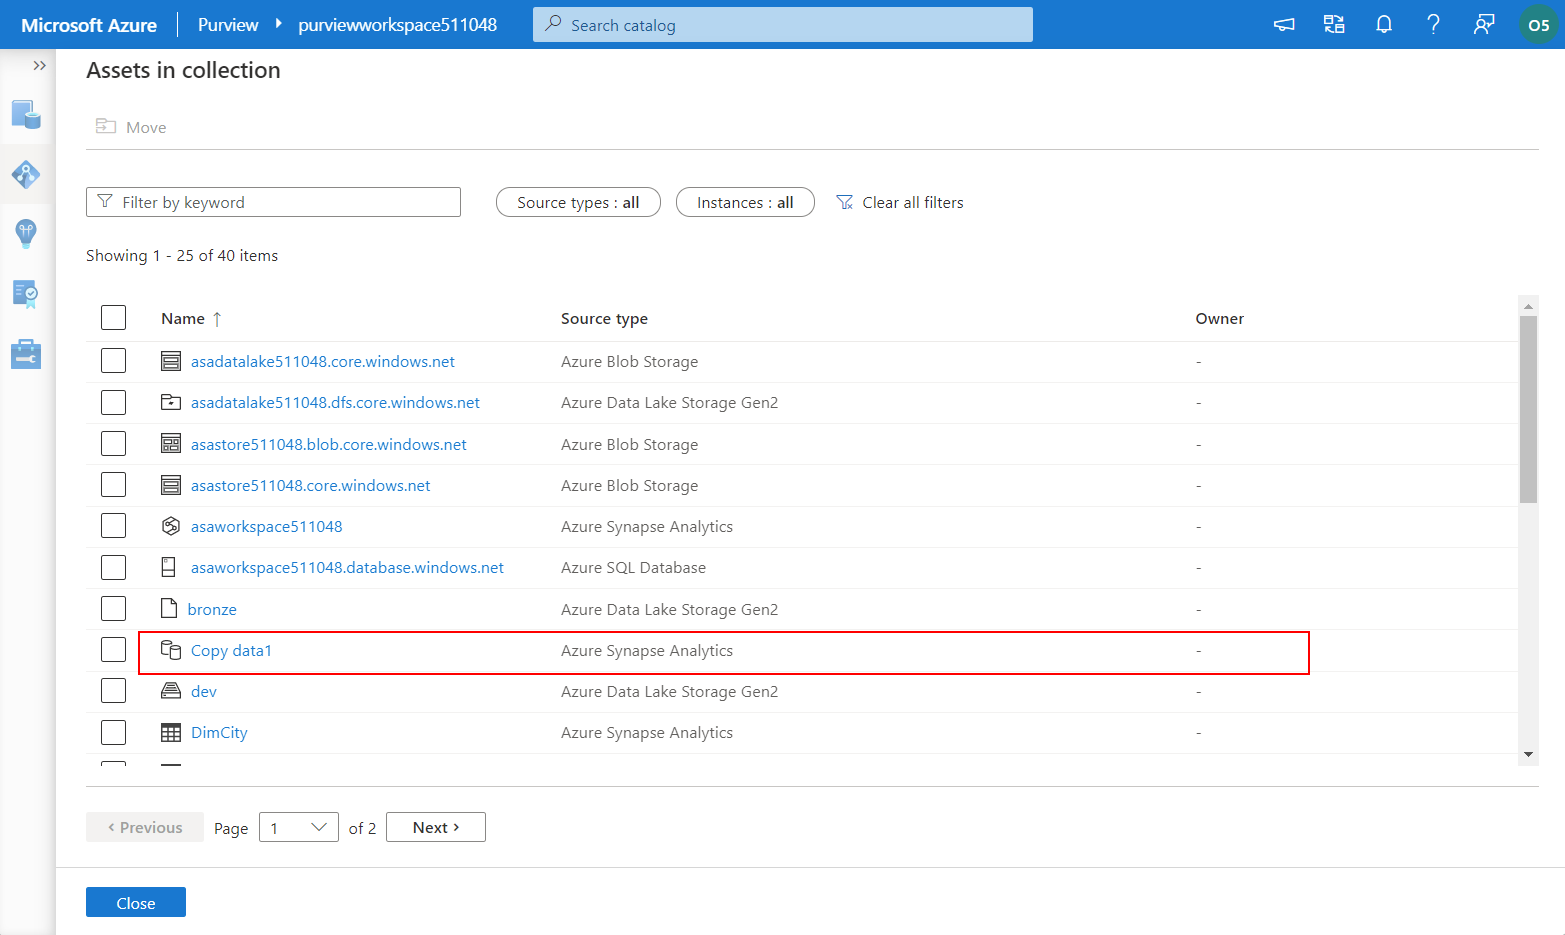 Microsoft Azure Purview purviewworkspace511048 Search catalog O5
Assets in collection
Move
Filter by keyword Source types : all Instances : all Clear all filters
Showing 1 - 25 of 40 items
Name ↑ Source type Owner
asadatalake511048.core.windows.net Azure Blob Storage -
asadatalake511048.dfs.core.windows.net Azure Data Lake Storage Gen2 -
asastore511048.blob.core.windows.net Azure Blob Storage -
asastore511048.core.windows.net Azure Blob Storage -
asaworkspace511048 Azure Synapse Analytics -
asaworkspace511048.database.windows.net Azure SQL Database -
bronze Azure Data Lake Storage Gen2 -
Copy data1 Azure Synapse Analytics -
dev Azure Data Lake Storage Gen2 -
DimCity Azure Synapse Analytics -
‹ Previous Page 1 of 2 Next ›
Close